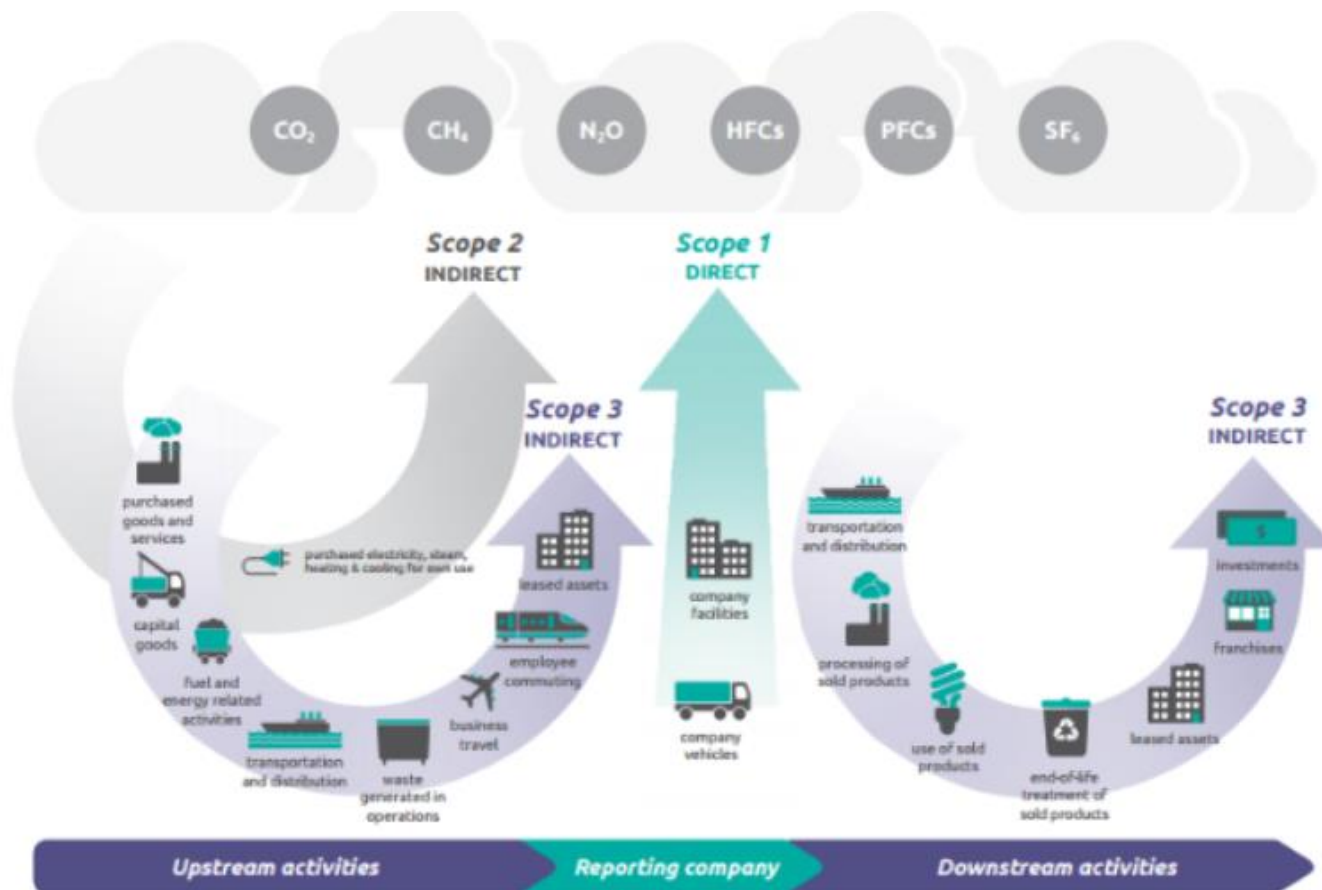 CO₂
CH₄
N₂O
HFCs
PFCs
SF₆
Scope 2
INDIRECT
Scope 1
DIRECT
Scope 3
INDIRECT
Scope 3
INDIRECT
purchased
goods and
services
capital
goods
fuel and
energy related
activities
purchased electricity, steam,
heating & cooling for own use
transportation
and distribution
waste
generated in
operations
business
travel
employee
commuting
leased assets
company
facilities
company
vehicles
transportation
and distribution
processing of
sold products
use of sold
products
end-of-life
treatment of
sold products
leased assets
franchises
investments
$
Upstream activities
Reporting company
Downstream activities